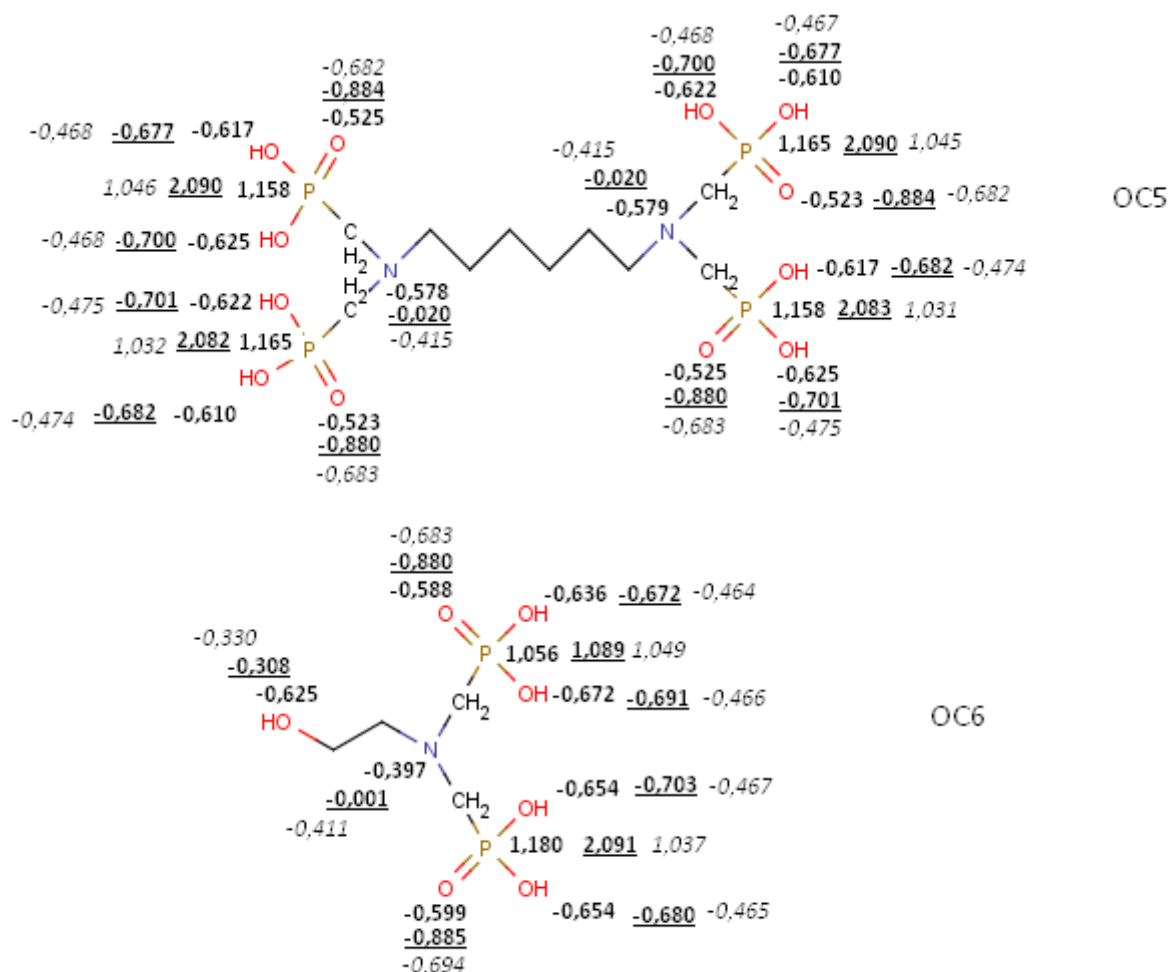 -0,682
-0,884
-0,525
-0,468
-0,700
-0,622
-0,467
-0,677
-0,610
-0,468 -0,677 -0,617
HO
O
HO
OH
P
1,165 2,090 1,045
1,046 2,090 1,158
P
-0,415
-0,020
-0,579
O
CH2
-0,523 -0,884 -0,682
OC5
-0,468 -0,700 -0,625
HO
C
H2
N
N
H2
C
-0,578
-0,020
-0,415
CH2
OH
-0,617 -0,682 -0,474
-0,475 -0,701 -0,622
HO
P
1,158 2,083 1,031
1,032 2,082 1,165
P
O
OH
HO
O
-0,525
-0,880
-0,683
-0,625
-0,701
-0,475
-0,474 -0,682 -0,610
-0,523
-0,880
-0,683
-0,683
-0,880
-0,588
-0,636 -0,672 -0,464
O
OH
-0,330
-0,308
-0,625
P
1,056 1,089 1,049
OH
-0,672 -0,691 -0,466
CH2
HO
OC6
N
-0,397
-0,001
-0,411
CH2
OH
-0,654 -0,703 -0,467
P
1,180 2,091 1,037
O
OH
-0,654 -0,680 -0,465
-0,599
-0,885
-0,694